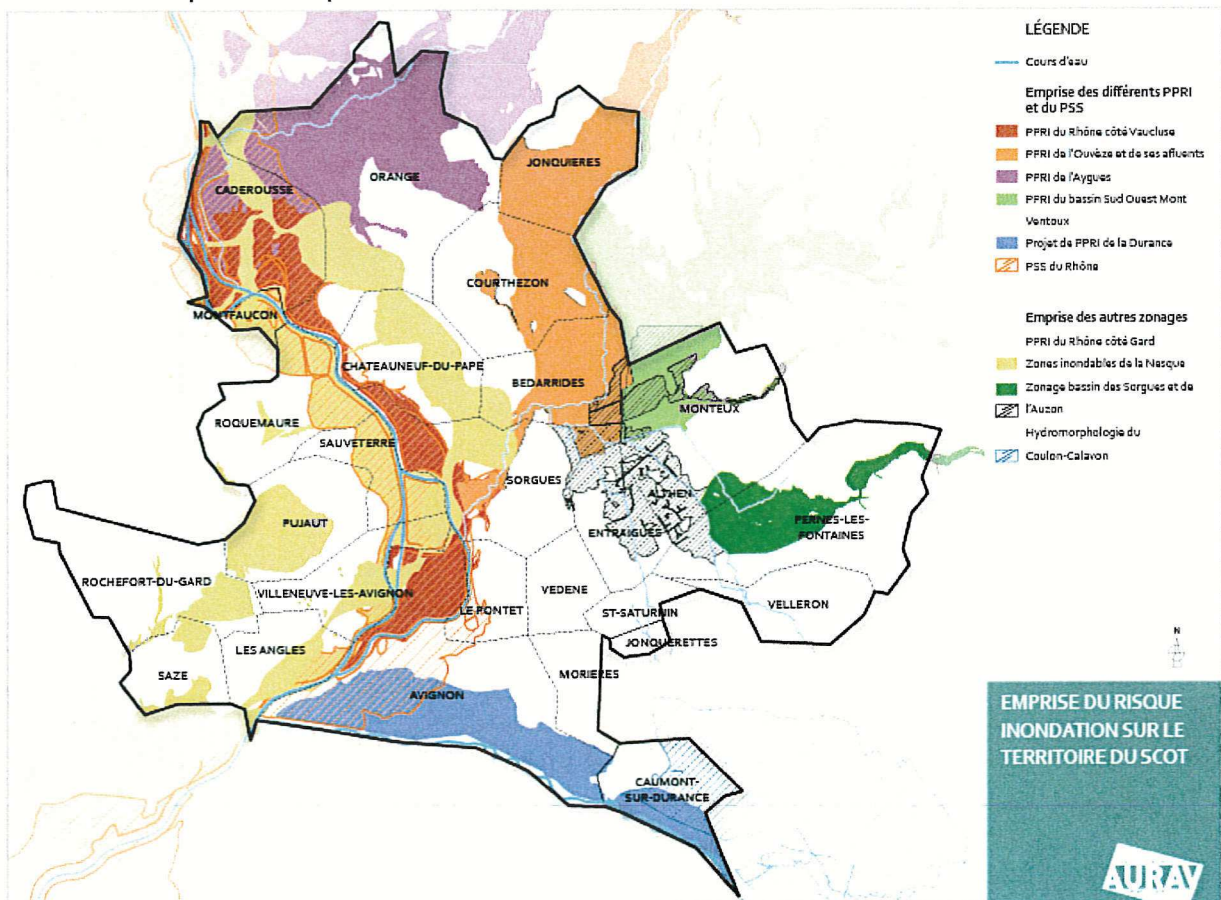 LÉGENDE
Cours d'eau
Emprise des différents PPRI
et du PSS
PPRI du Rhône côté Vaucluse
PPRI de l'Ouvèze et de ses affluents
PPRI de l'Aygues
PPRI du bassin Sud Ouest Mont
Ventoux
Projet de PPRI de la Durance
PSS du Rhône
Emprise des autres zonages
PPRI du Rhône côté Gard
Zones inondables de la Nesque
Zonage bassin des Sorgues et de
l'Auzon
Hydromorphologie du
Coulon-Calavon
JONQUIERES
ORANGE
CADEROUSSE
COURTHEZON
MONTFAUCON
CHATEAUNEUF-DU-PAPE
BEDARRIDES
MONTEUX
ROQUEMAURE
SAUVETERRE
SORGUES
ALTHEN
PUJAUT
ENTRAIGUES
PERNES-LES-
FONTAINES
ROCHEFORT-DU-GARD
VILLENEUVE-LES-AVIGNON
VEDENE
LE PONTET
ST-SATURNIN
VELLERON
LES ANGLES
JONQUERETTES
SAZE
MORIERES
AVIGNON
CAUMONT-
SUR-DURANCE
N
EMPRISE DU RISQUE
INONDATION SUR LE
TERRITOIRE DU SCOT
AURAV